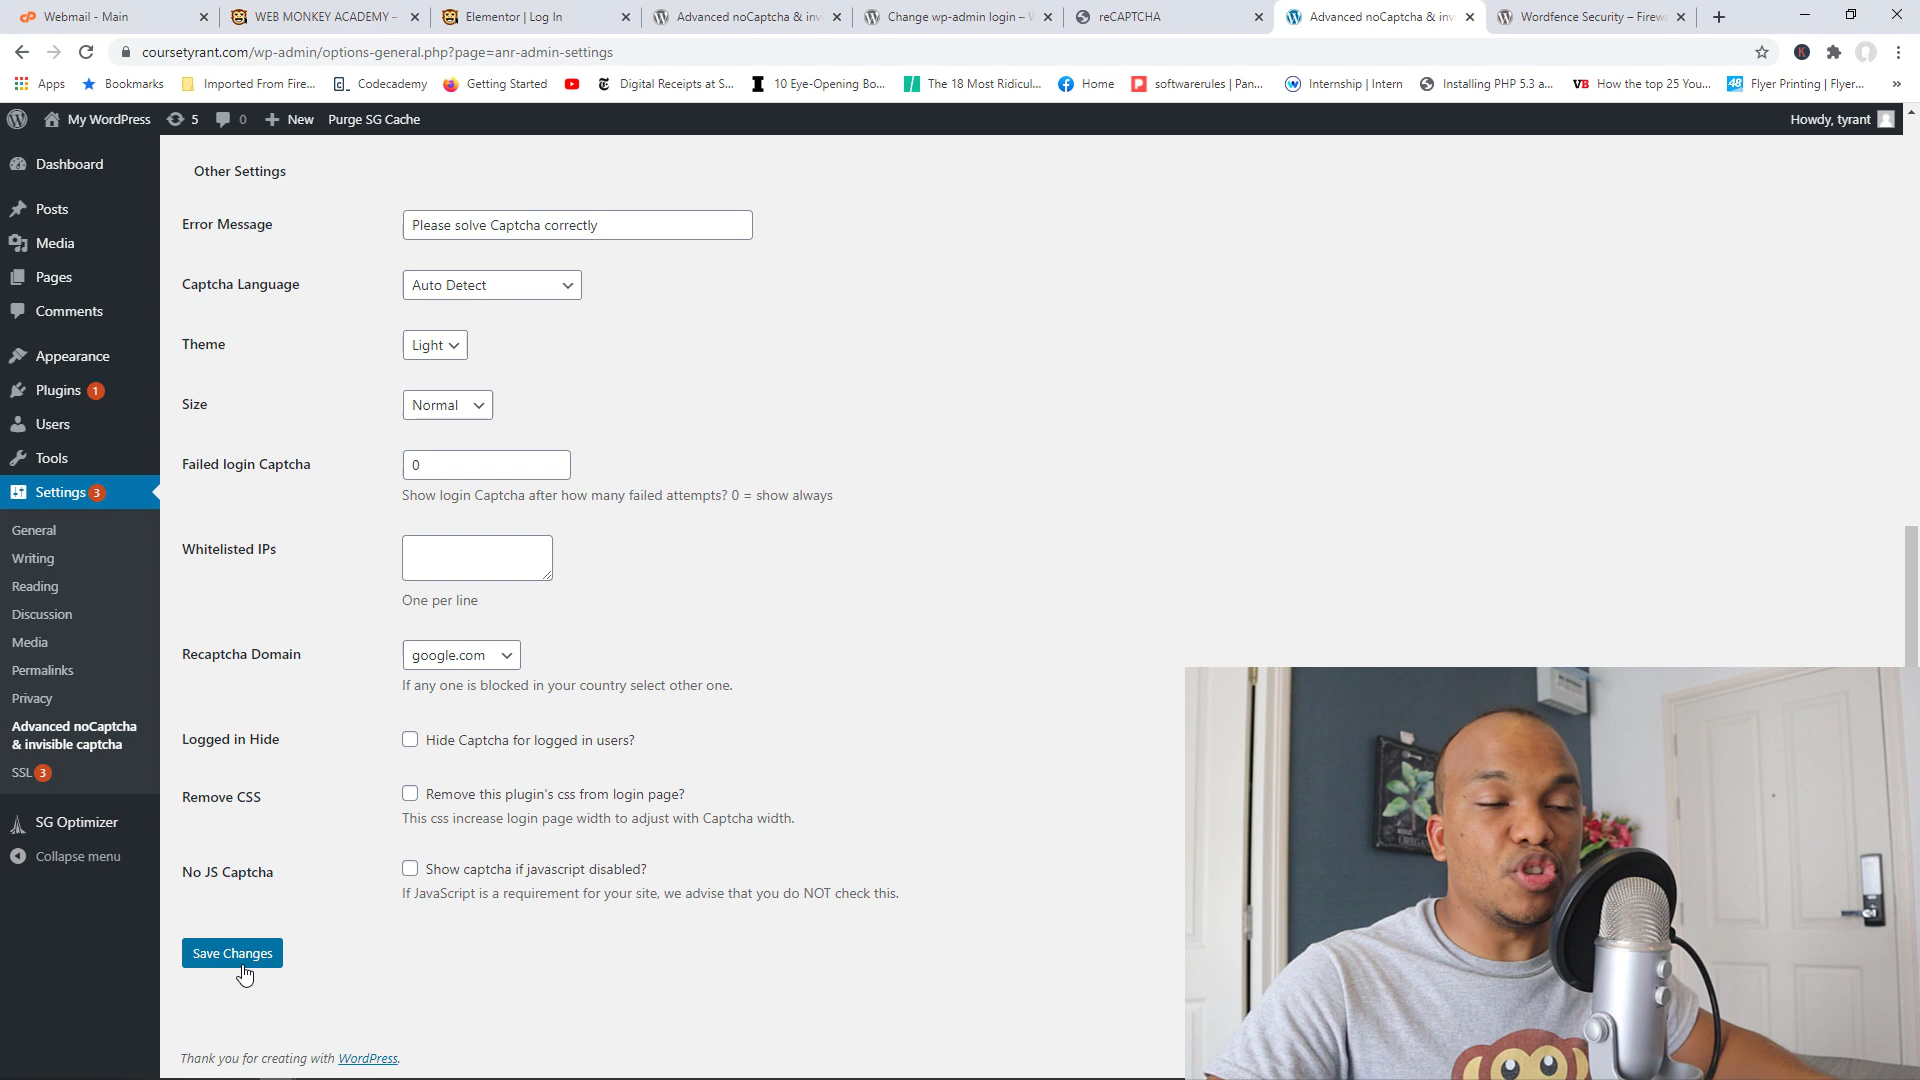 Webmail - Main
WEB MONKEY ACADEMY –
Elementor | Log In
Advanced noCaptcha & inv
Change wp-admin login – W
reCAPTCHA
Advanced noCaptcha & inv
Wordfence Security – Firew
coursetyrant.com/wp-admin/options-general.php?page=anr-admin-settings
Apps
Bookmarks
Imported From Fire...
Codecademy
Getting Started
Digital Receipts at S...
10 Eye-Opening Bo...
The 18 Most Ridicul...
Home
softwarerules | Pan...
Internship | Intern
Installing PHP 5.3 a...
VB How the top 25 You...
Flyer Printing | Flyer...
My WordPress
5
0
New
Purge SG Cache
Howdy, tyrant
Dashboard
Posts
Media
Pages
Comments
Appearance
Plugins 1
Users
Tools
Settings 3
General
Writing
Reading
Discussion
Media
Permalinks
Privacy
Advanced noCaptcha
& invisible captcha
SSL 3
SG Optimizer
Collapse menu
Other Settings
Error Message
Please solve Captcha correctly
Captcha Language
Auto Detect
Theme
Light
Size
Normal
Failed login Captcha
0
Show login Captcha after how many failed attempts? 0 = show always
Whitelisted IPs
One per line
Recaptcha Domain
google.com
If any one is blocked in your country select other one.
Logged in Hide
Hide Captcha for logged in users?
Remove CSS
Remove this plugin's css from login page?
This css increase login page width to adjust with Captcha width.
No JS Captcha
Show captcha if javascript disabled?
If JavaScript is a requirement for your site, we advise that you do NOT check this.
Save Changes
Thank you for creating with WordPress.